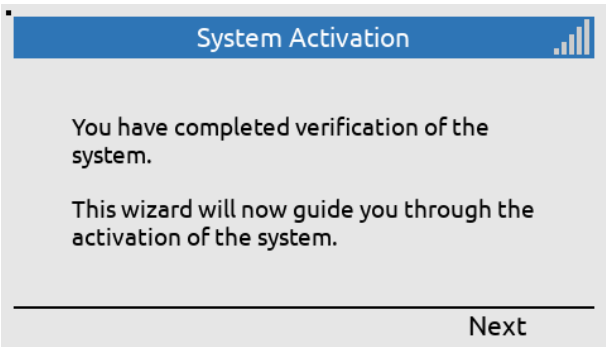 System Activation
You have completed verification of the
system.
This wizard will now guide you through the
activation of the system.
Next